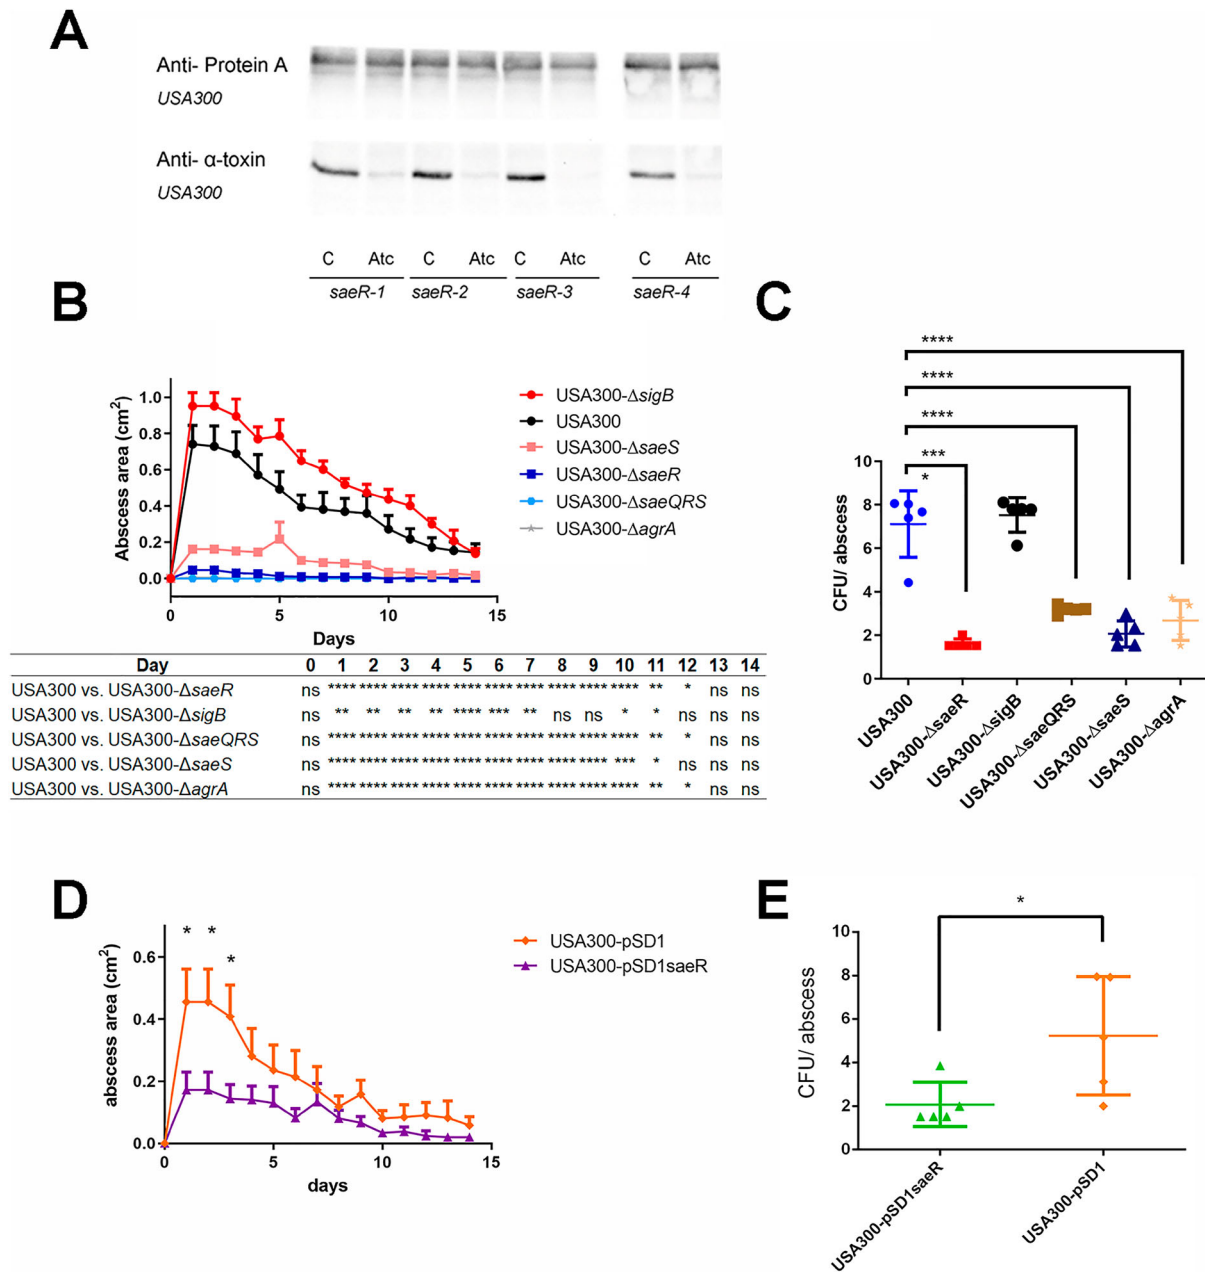 A
Anti- Protein A
USA300
Anti- α-toxin
USA300
C Atc C Atc C Atc C Atc
saeR-1 saeR-2 saeR-3 saeR-4
B
Abscess area (cm²)
1.0
0.8
0.6
0.4
0.2
0.0
0 5 10 15
Days
USA300-ΔsigB
USA300
USA300-ΔsaeS
USA300-ΔsaeR
USA300-ΔsaeQRS
USA300-ΔagrA
Day 0 1 2 3 4 5 6 7 8 9 10 11 12 13 14
USA300 vs. USA300-ΔsaeR ns **** **** **** **** **** **** **** **** **** **** ** * ns ns
USA300 vs. USA300-ΔsigB ns ** ** ** ** **** *** ** ns ns * * ns ns ns
USA300 vs. USA300-ΔsaeQRS ns **** **** **** **** **** **** **** **** **** **** ** * ns ns
USA300 vs. USA300-ΔsaeS ns **** **** **** **** **** **** **** **** **** *** * ns ns ns
USA300 vs. USA300-ΔagrA ns **** **** **** **** **** **** **** **** **** **** ** * ns ns
C
****
****
****
***
*
CFU/ abscess
10
8
6
4
2
0
USA300
USA300-ΔsaeR
USA300-ΔsigB
USA300-ΔsaeQRS
USA300-ΔsaeS
USA300-ΔagrA
D
abscess area (cm²)
0.6
0.4
0.2
0.0
* *
*
0 5 10 15
days
USA300-pSD1
USA300-pSD1saeR
E
*
CFU/ abscess
10
8
6
4
2
0
USA300-pSD1saeR
USA300-pSD1